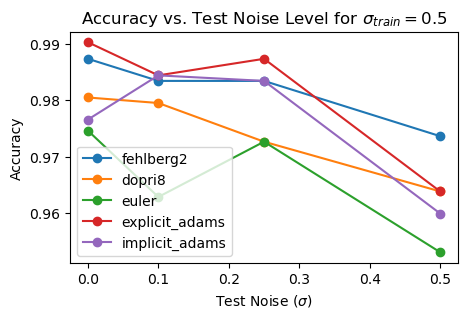 Accuracy vs. Test Noise Level for σ_train = 0.5
Accuracy
0.99
0.98
0.97
0.96
fehlberg2
dopri8
euler
explicit_adams
implicit_adams
0.0 0.1 0.2 0.3 0.4 0.5
Test Noise (σ)